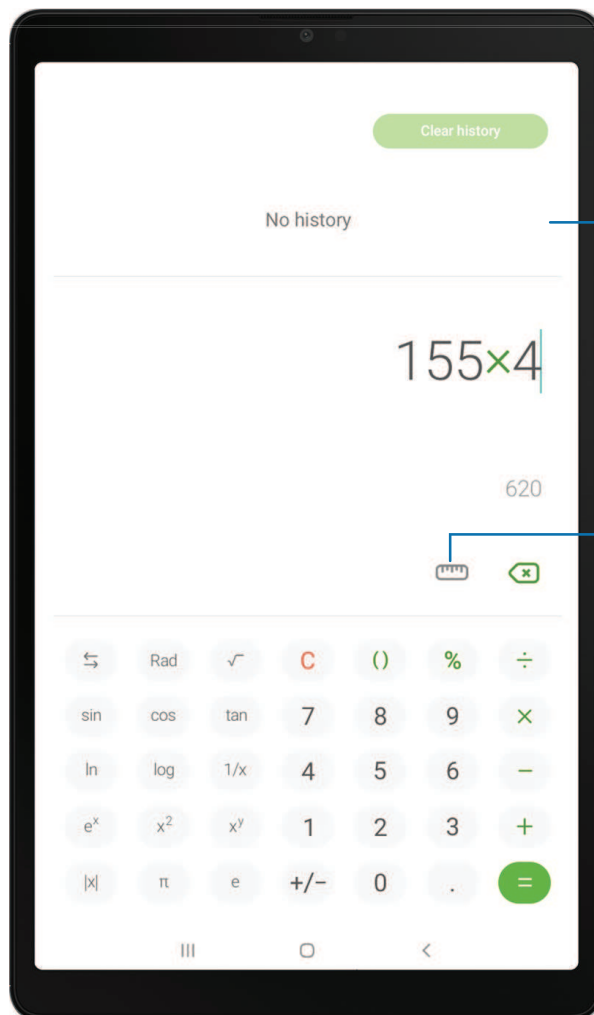 Clear history
No history
155×4
620
⇆ Rad √ C () % ÷
sin cos tan 7 8 9 ×
ln log 1/x 4 5 6 −
eˣ x² xʸ 1 2 3 +
|x| π e +/− 0 . =